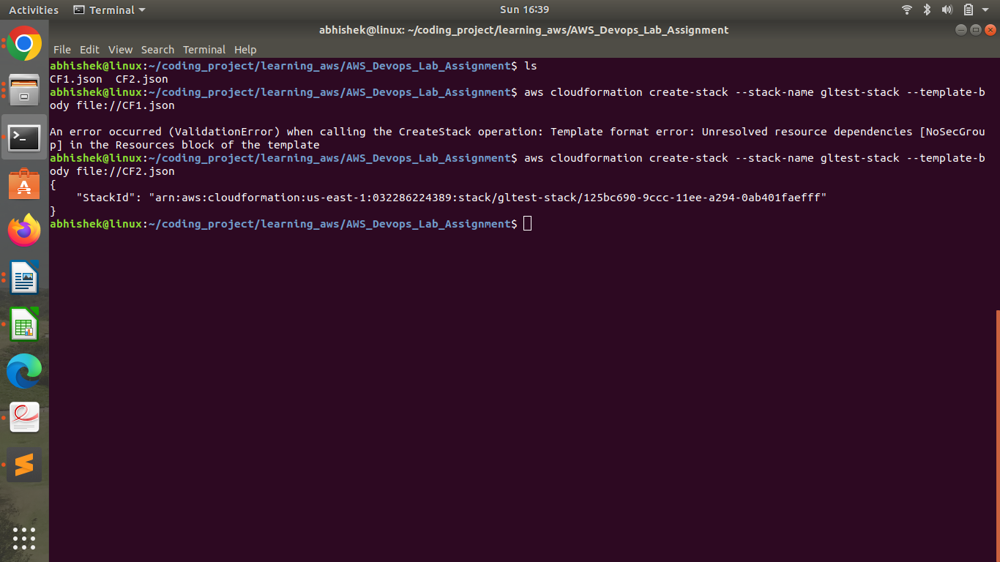 Activities Terminal Sun 16:39
abhishek@linux: ~/coding_project/learning_aws/AWS_Devops_Lab_Assignment
File Edit View Search Terminal Help
abhishek@linux:~/coding_project/learning_aws/AWS_Devops_Lab_Assignment$ ls
CF1.json  CF2.json
abhishek@linux:~/coding_project/learning_aws/AWS_Devops_Lab_Assignment$ aws cloudformation create-stack --stack-name gltest-stack --template-b
ody file://CF1.json
An error occurred (ValidationError) when calling the CreateStack operation: Template format error: Unresolved resource dependencies [NoSecGrou
p] in the Resources block of the template
abhishek@linux:~/coding_project/learning_aws/AWS_Devops_Lab_Assignment$ aws cloudformation create-stack --stack-name gltest-stack --template-b
ody file://CF2.json
{
    "StackId": "arn:aws:cloudformation:us-east-1:032286224389:stack/gltest-stack/125bc690-9ccc-11ee-a294-0ab401faefff"
}
abhishek@linux:~/coding_project/learning_aws/AWS_Devops_Lab_Assignment$